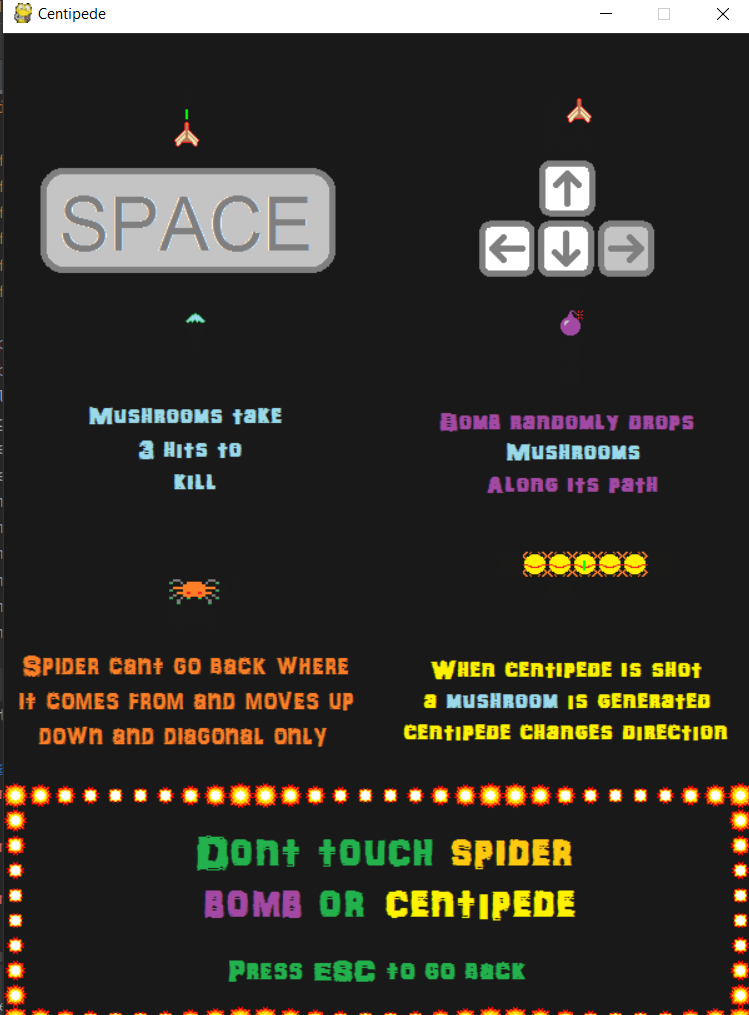 Centipede
SPACE
Mushrooms take
3 hits to
kill
Bomb randomly drops
Mushrooms
Along its path
Spider cant go back where
it comes from and moves up
down and diagonal only
When centipede is shot
a mushroom is generated
centipede changes direction
Dont touch spider
bomb or centipede
Press ESC to go back